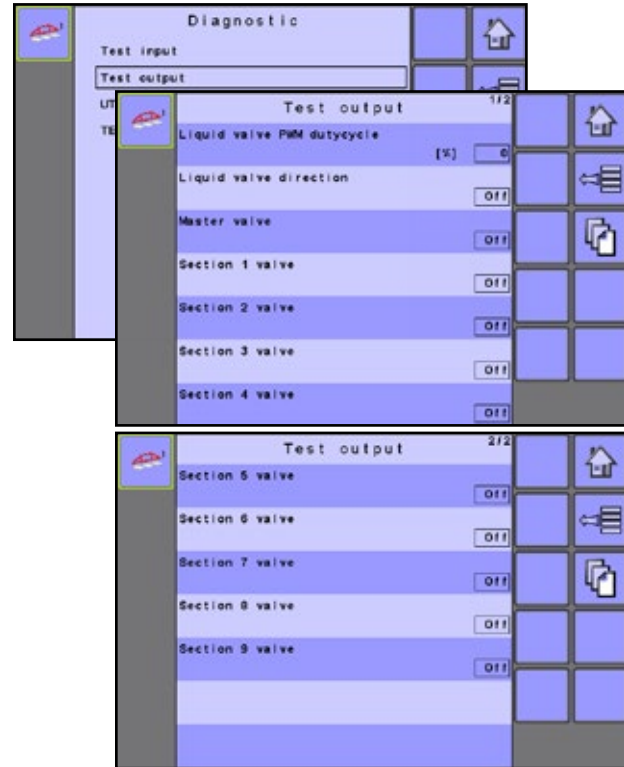 Diagnostic
Test input
Test output
UT
TE
Test output
1/2
Liquid valve PWM dutycycle
[%] 0
Liquid valve direction
Off
Master valve
Off
Section 1 valve
Off
Section 2 valve
Off
Section 3 valve
Off
Section 4 valve
Off
Test output
2/2
Section 5 valve
Off
Section 6 valve
Off
Section 7 valve
Off
Section 8 valve
Off
Section 9 valve
Off